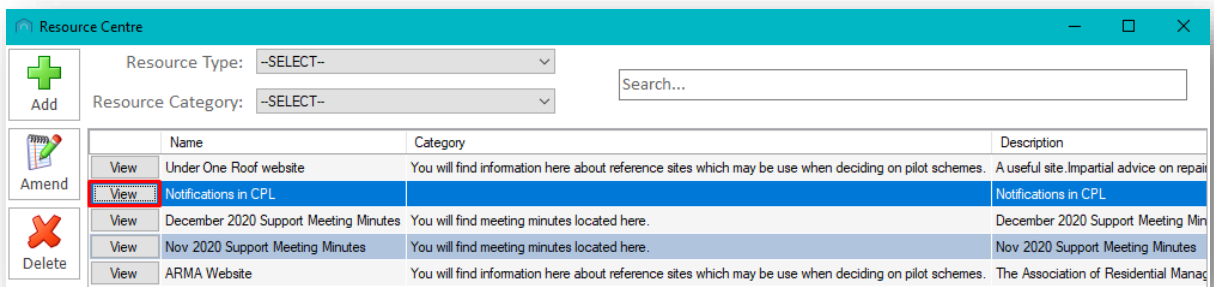 Resource Centre
Add
Amend
Delete
Resource Type: --SELECT--
Resource Category: --SELECT--
Search...
Name Category Description
View Under One Roof website You will find information here about reference sites which may be use when deciding on pilot schemes. A useful site.Impartial advice on repai
View Notifications in CPL Notifications in CPL
View December 2020 Support Meeting Minutes You will find meeting minutes located here. December 2020 Support Meeting Min
View Nov 2020 Support Meeting Minutes You will find meeting minutes located here. Nov 2020 Support Meeting Minutes
View ARMA Website You will find information here about reference sites which may be use when deciding on pilot schemes. The Association of Residential Manag